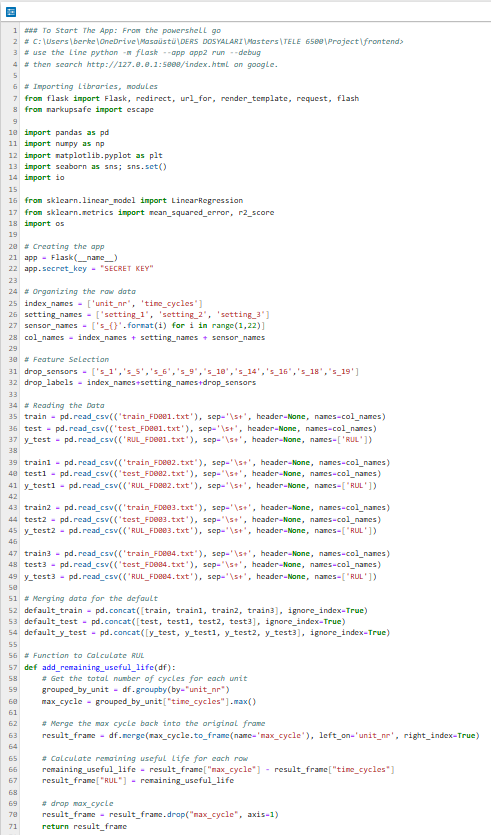 1 ### To Start The App: From the powershell go
2 # C:\Users\berke\OneDrive\Masaüstü\DERS DOSYALARI\Masters\TELE 6500\Project\frontend>
3 # use the line python -m flask --app app2 run --debug
4 # then search http://127.0.0.1:5000/index.html on google.
5
6 # Importing libraries, modules
7 from flask import Flask, redirect, url_for, render_template, request, flash
8 from markupsafe import escape
9
10 import pandas as pd
11 import numpy as np
12 import matplotlib.pyplot as plt
13 import seaborn as sns; sns.set()
14 import io
15
16 from sklearn.linear_model import LinearRegression
17 from sklearn.metrics import mean_squared_error, r2_score
18 import os
19
20 # Creating the app
21 app = Flask(__name__)
22 app.secret_key = "SECRET KEY"
23
24 # Organizing the raw data
25 index_names = ['unit_nr', 'time_cycles']
26 setting_names = ['setting_1', 'setting_2', 'setting_3']
27 sensor_names = ['s_{}'.format(i) for i in range(1,22)]
28 col_names = index_names + setting_names + sensor_names
29
30 # Feature Selection
31 drop_sensors = ['s_1','s_5','s_6','s_9','s_10','s_14','s_16','s_18','s_19']
32 drop_labels = index_names+setting_names+drop_sensors
33
34 # Reading the Data
35 train = pd.read_csv(('train_FD001.txt'), sep='\s+', header=None, names=col_names)
36 test = pd.read_csv(('test_FD001.txt'), sep='\s+', header=None, names=col_names)
37 y_test = pd.read_csv(('RUL_FD001.txt'), sep='\s+', header=None, names=['RUL'])
38
39 train1 = pd.read_csv(('train_FD002.txt'), sep='\s+', header=None, names=col_names)
40 test1 = pd.read_csv(('test_FD002.txt'), sep='\s+', header=None, names=col_names)
41 y_test1 = pd.read_csv(('RUL_FD002.txt'), sep='\s+', header=None, names=['RUL'])
42
43 train2 = pd.read_csv(('train_FD003.txt'), sep='\s+', header=None, names=col_names)
44 test2 = pd.read_csv(('test_FD003.txt'), sep='\s+', header=None, names=col_names)
45 y_test2 = pd.read_csv(('RUL_FD003.txt'), sep='\s+', header=None, names=['RUL'])
46
47 train3 = pd.read_csv(('train_FD004.txt'), sep='\s+', header=None, names=col_names)
48 test3 = pd.read_csv(('test_FD004.txt'), sep='\s+', header=None, names=col_names)
49 y_test3 = pd.read_csv(('RUL_FD004.txt'), sep='\s+', header=None, names=['RUL'])
50
51 # Merging data for the default
52 default_train = pd.concat([train, train1, train2, train3], ignore_index=True)
53 default_test = pd.concat([test, test1, test2, test3], ignore_index=True)
54 default_y_test = pd.concat([y_test, y_test1, y_test2, y_test3], ignore_index=True)
55
56 # Function to Calculate RUL
57 def add_remaining_useful_life(df):
58     # Get the total number of cycles for each unit
59     grouped_by_unit = df.groupby(by="unit_nr")
60     max_cycle = grouped_by_unit["time_cycles"].max()
61
62     # Merge the max cycle back into the original frame
63     result_frame = df.merge(max_cycle.to_frame(name='max_cycle'), left_on='unit_nr', right_index=True)
64
65     # Calculate remaining useful life for each row
66     remaining_useful_life = result_frame["max_cycle"] - result_frame["time_cycles"]
67     result_frame["RUL"] = remaining_useful_life
68
69     # drop max_cycle
70     result_frame = result_frame.drop("max_cycle", axis=1)
71     return result_frame